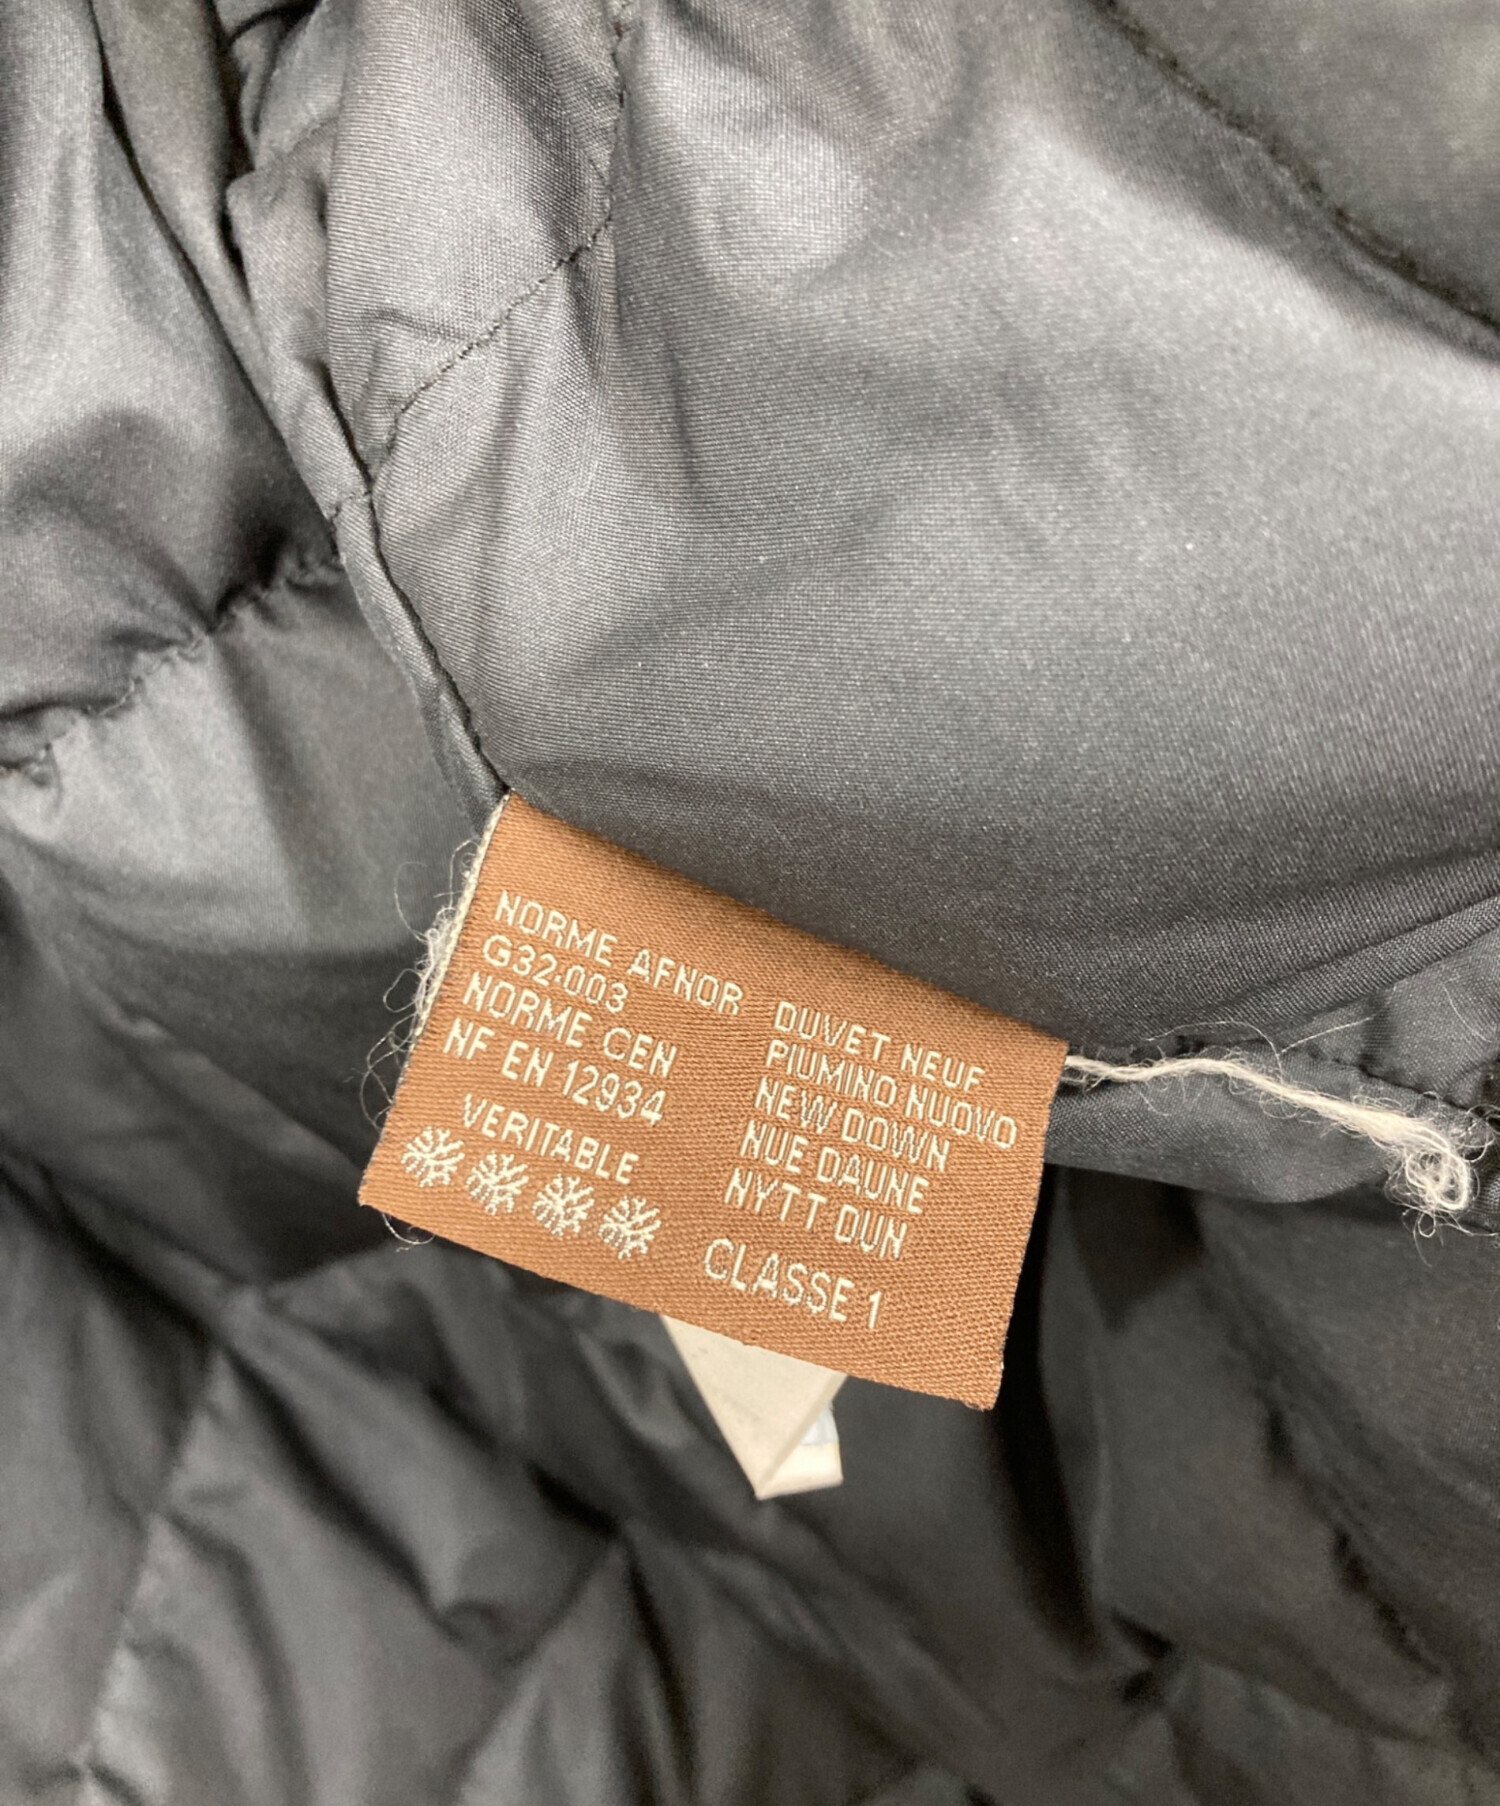 NORME AFNOR
G32.003
NORME CEN
NF EN 12934
VERITABLE
DUVET NEUF
PIUMINO NUOVO
NEW DOWN
NUE DAUNE
NYTT DUN
CLASSE 1